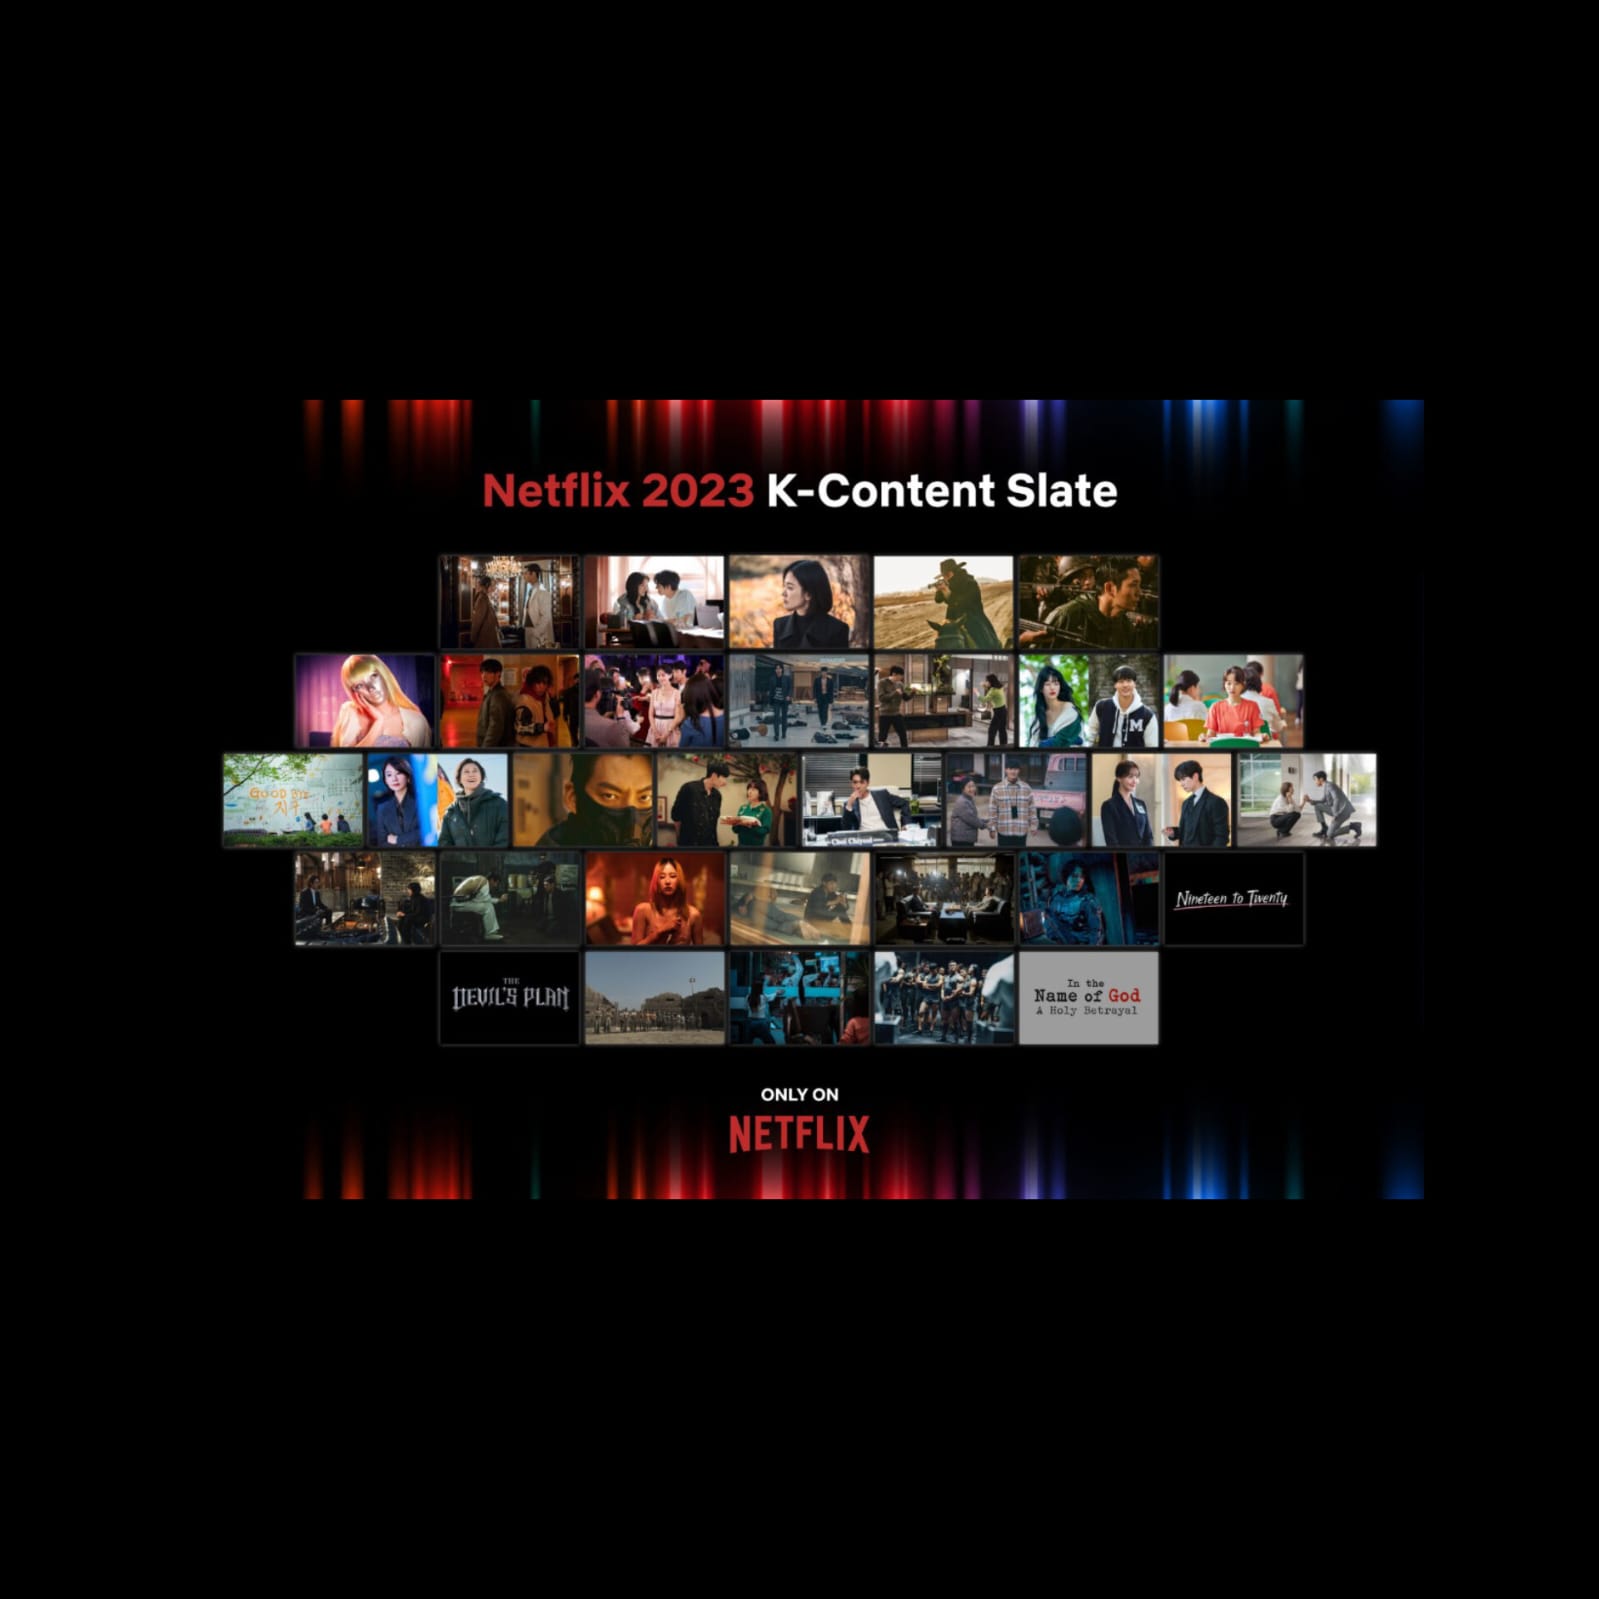 Netflix 2023 K-Content Slate
M
GOOD BYE
지구
Choi Chiyeol
Nineteen to Twenty
THE
DEVIL'S PLAN
In the
Name of God
A Holy Betrayal
ONLY ON
NETFLIX